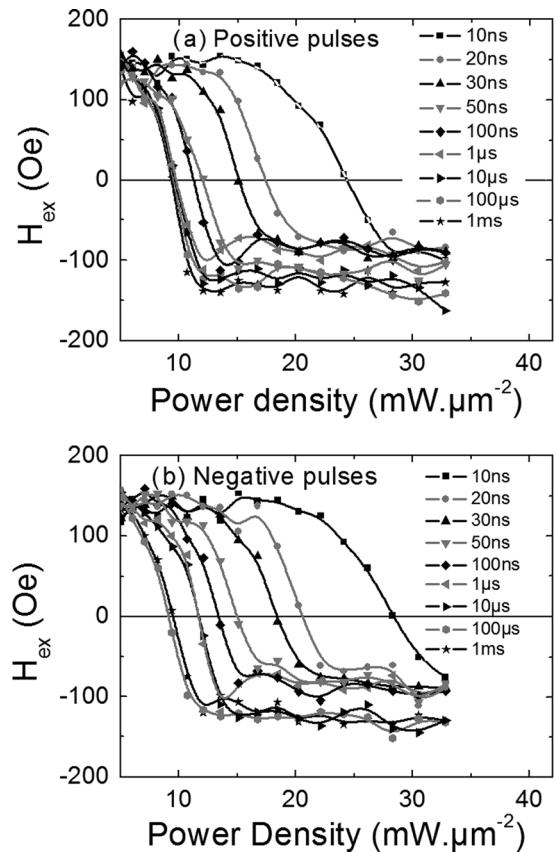 200
(a) Positive pulses
100
0
-100
-200
H_ex (Oe)
10ns
20ns
30ns
50ns
100ns
1µs
10µs
100µs
1ms
10 20 30 40
Power density (mW.µm⁻²)
200
(b) Negative pulses
100
0
-100
-200
H_ex (Oe)
10ns
20ns
30ns
50ns
100ns
1µs
10µs
100µs
1ms
10 20 30 40
Power Density (mW.µm⁻²)